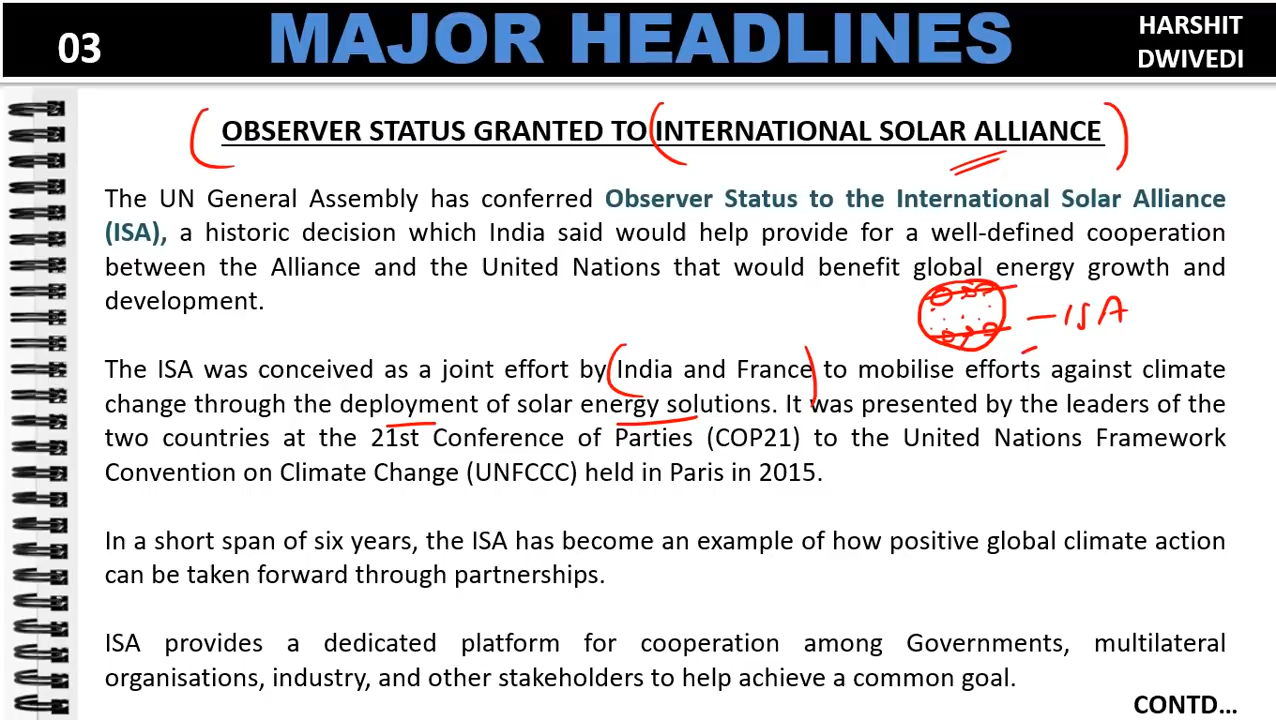 03
MAJOR HEADLINES
HARSHIT
DWIVEDI
OBSERVER STATUS GRANTED TO INTERNATIONAL SOLAR ALLIANCE
The UN General Assembly has conferred Observer Status to the International Solar Alliance
(ISA), a historic decision which India said would help provide for a well-defined cooperation
between the Alliance and the United Nations that would benefit global energy growth and
development.
- ISA
The ISA was conceived as a joint effort by India and France to mobilise efforts against climate
change through the deployment of solar energy solutions. It was presented by the leaders of the
two countries at the 21st Conference of Parties (COP21) to the United Nations Framework
Convention on Climate Change (UNFCCC) held in Paris in 2015.
In a short span of six years, the ISA has become an example of how positive global climate action
can be taken forward through partnerships.
ISA provides a dedicated platform for cooperation among Governments, multilateral
organisations, industry, and other stakeholders to help achieve a common goal.
CONTD...